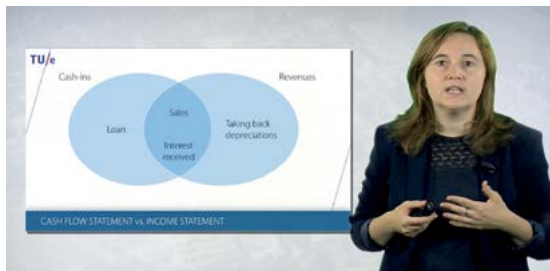 TU/e
Cash-ins
Revenues
Sales
Loan
Taking back
depreciations
Interest
received
CASH FLOW STATEMENT vs. INCOME STATEMENT